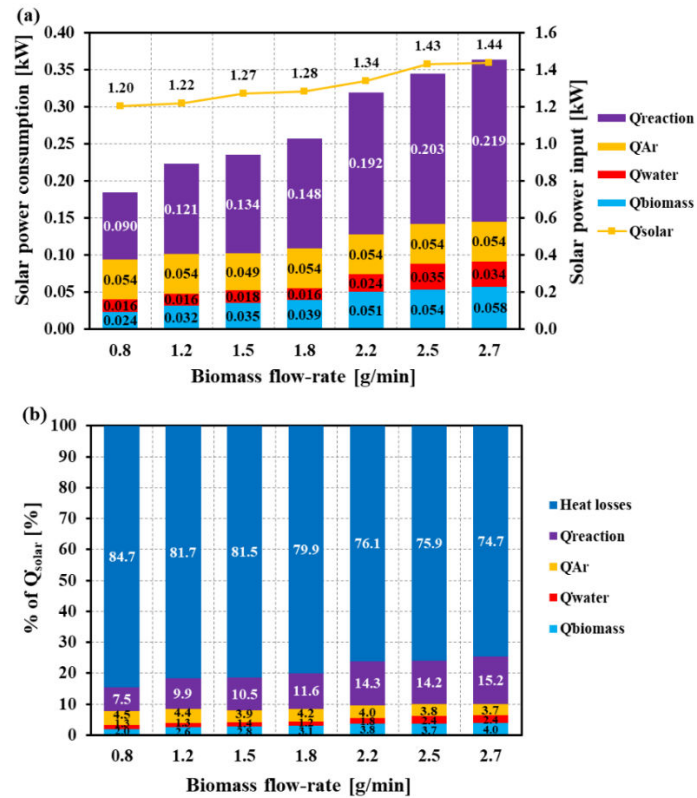 (a)
0.40
0.35
0.30
0.25
0.20
0.15
0.10
0.05
0.00
Solar power consumption [kW]
1.20 1.22 1.27 1.28 1.34 1.43 1.44
0.090 0.121 0.134 0.148 0.192 0.203 0.219
0.054 0.054 0.049 0.054 0.054 0.054 0.054
0.016 0.016 0.018 0.016 0.024 0.035 0.034
0.024 0.032 0.035 0.039 0.051 0.054 0.058
0.8 1.2 1.5 1.8 2.2 2.5 2.7
Biomass flow-rate [g/min]
1.6
1.4
1.2
1.0
0.8
0.6
0.4
0.2
0.0
Solar power input [kW]
Q̇reaction
Q̇Ar
Q̇water
Q̇biomass
Q̇solar
(b)
100
90
80
70
60
50
40
30
20
10
0
% of Q̇solar [%]
84.7 81.7 81.5 79.9 76.1 75.9 74.7
7.5 9.9 10.5 11.6 14.3 14.2 15.2
4.5 4.4 3.9 4.2 4.0 3.8 3.7
1.3 1.3 1.4 1.2 1.8 2.4 2.4
2.0 2.6 2.8 3.1 3.8 3.7 4.0
0.8 1.2 1.5 1.8 2.2 2.5 2.7
Biomass flow-rate [g/min]
Heat losses
Q̇reaction
Q̇Ar
Q̇water
Q̇biomass